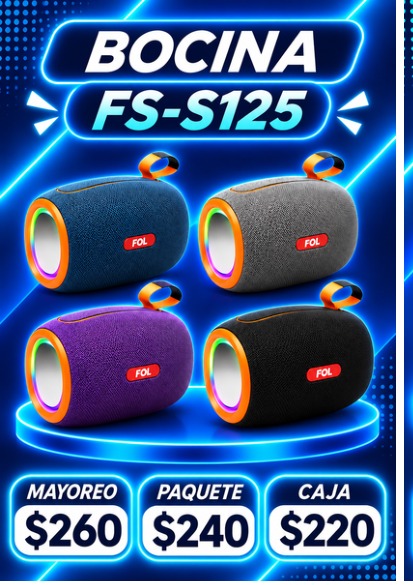 BOCINA
FS-S125
FOL
FOL
FOL
FOL
MAYOREO PAQUETE CAJA
$260 $240 $220